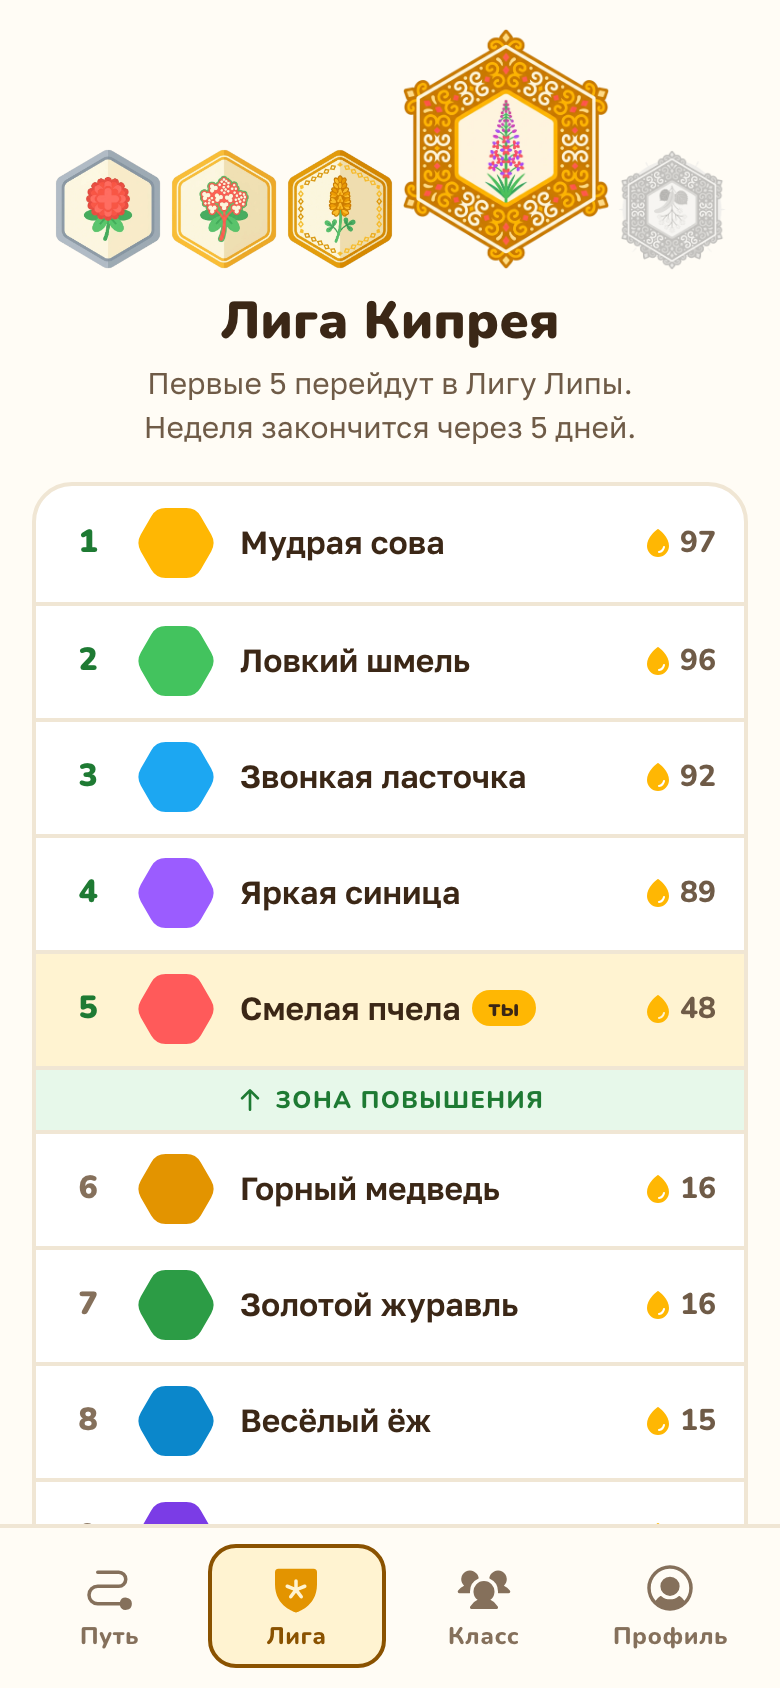 Лига Кипрея
Первые 5 перейдут в Лигу Липы.
Неделя закончится через 5 дней.
1 Мудрая сова 97
2 Ловкий шмель 96
3 Звонкая ласточка 92
4 Яркая синица 89
5 Смелая пчела ты 48
↑ ЗОНА ПОВЫШЕНИЯ
6 Горный медведь 16
7 Золотой журавль 16
8 Весёлый ёж 15
Путь Лига Класс Профиль